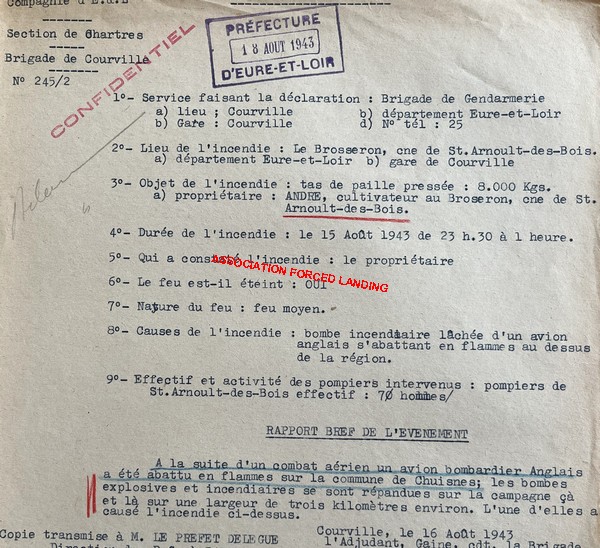 Compagnie d'E.&.L
Section de Chartres
Brigade de Courville
N° 245/2
CONFIDENTIEL
PRÉFECTURE
18 AOUT 1943
D'EURE-ET-LOIR
1°- Service faisant la déclaration : Brigade de Gendarmerie
a) lieu ; Courville b) département Eure-et-Loir
b) Gare : Courville d) N° tél : 25
2°- Lieu de l'incendie : Le Brosseron, cne de St.Arnoult-des-Bois.
a) département Eure-et-Loir b) gare de Courville
3°- Objet de l'incendie : tas de paille pressée : 8.000 Kgs.
a) propriétaire : ANDRE, cultivateur au Broseron, cne de St.
Arnoult-des-Bois.
4°- Durée de l'incendie : le 15 Août 1943 de 23 h.30 à 1 heure.
5°- Qui a constaté l'incendie : le propriétaire
ASSOCIATION FORCED LANDING
6°- Le feu est-il éteint : OUI
7°- Nature du feu : feu moyen.
8°- Causes de l'incendie : bombe incendiaire lâchée d'un avion
anglais s'abattant en flammes au dessus
de la région.
9°- Effectif et activité des pompiers intervenus : pompiers de
St.Arnoult-des-Bois effectif : 70 hommes/
RAPPORT BREF DE L'EVENEMENT
A la suite d'un combat aérien un avion bombardier Anglais
a été abattu en flammes sur la commune de Chuisnes; les bombes
explosives et incendiaires se sont répandues sur la campagne çà
et là sur une largeur de trois kilomètres environ. L'une d'elles a
causé l'incendie ci-dessus.
Courville, le 16 Août 1943
Copie transmise à M. LE PREFET DELEGUE
l'Adjudant, Gaine, cdt. la Brigade